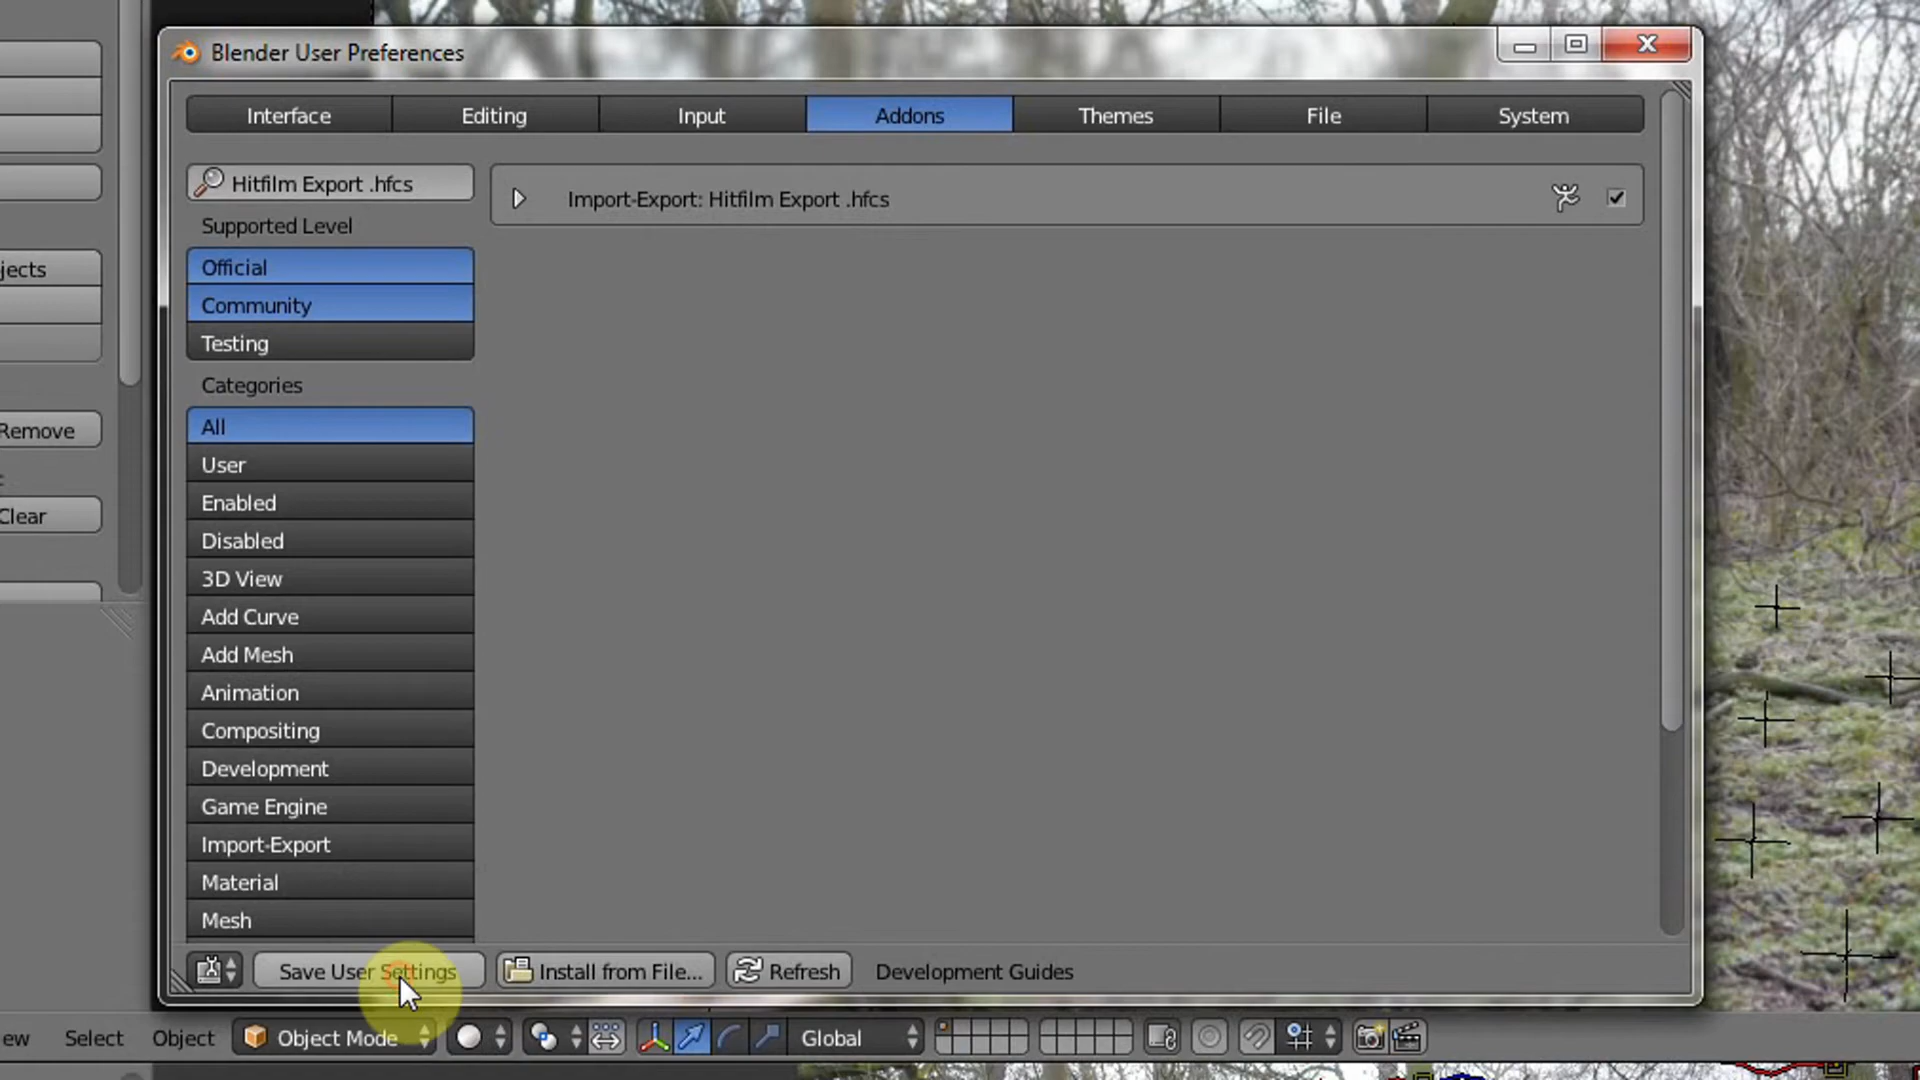 Blender User Preferences
Interface Editing Input Addons Themes File System
Hitfilm Export .hfcs
Import-Export: Hitfilm Export .hfcs
Supported Level
Official
Community
Testing
Categories
All
User
Enabled
Disabled
3D View
Add Curve
Add Mesh
Animation
Compositing
Development
Game Engine
Import-Export
Material
Mesh
jects
Remove
Clear
Save User Settings Install from File... Refresh Development Guides
ew Select Object Object Mode Global